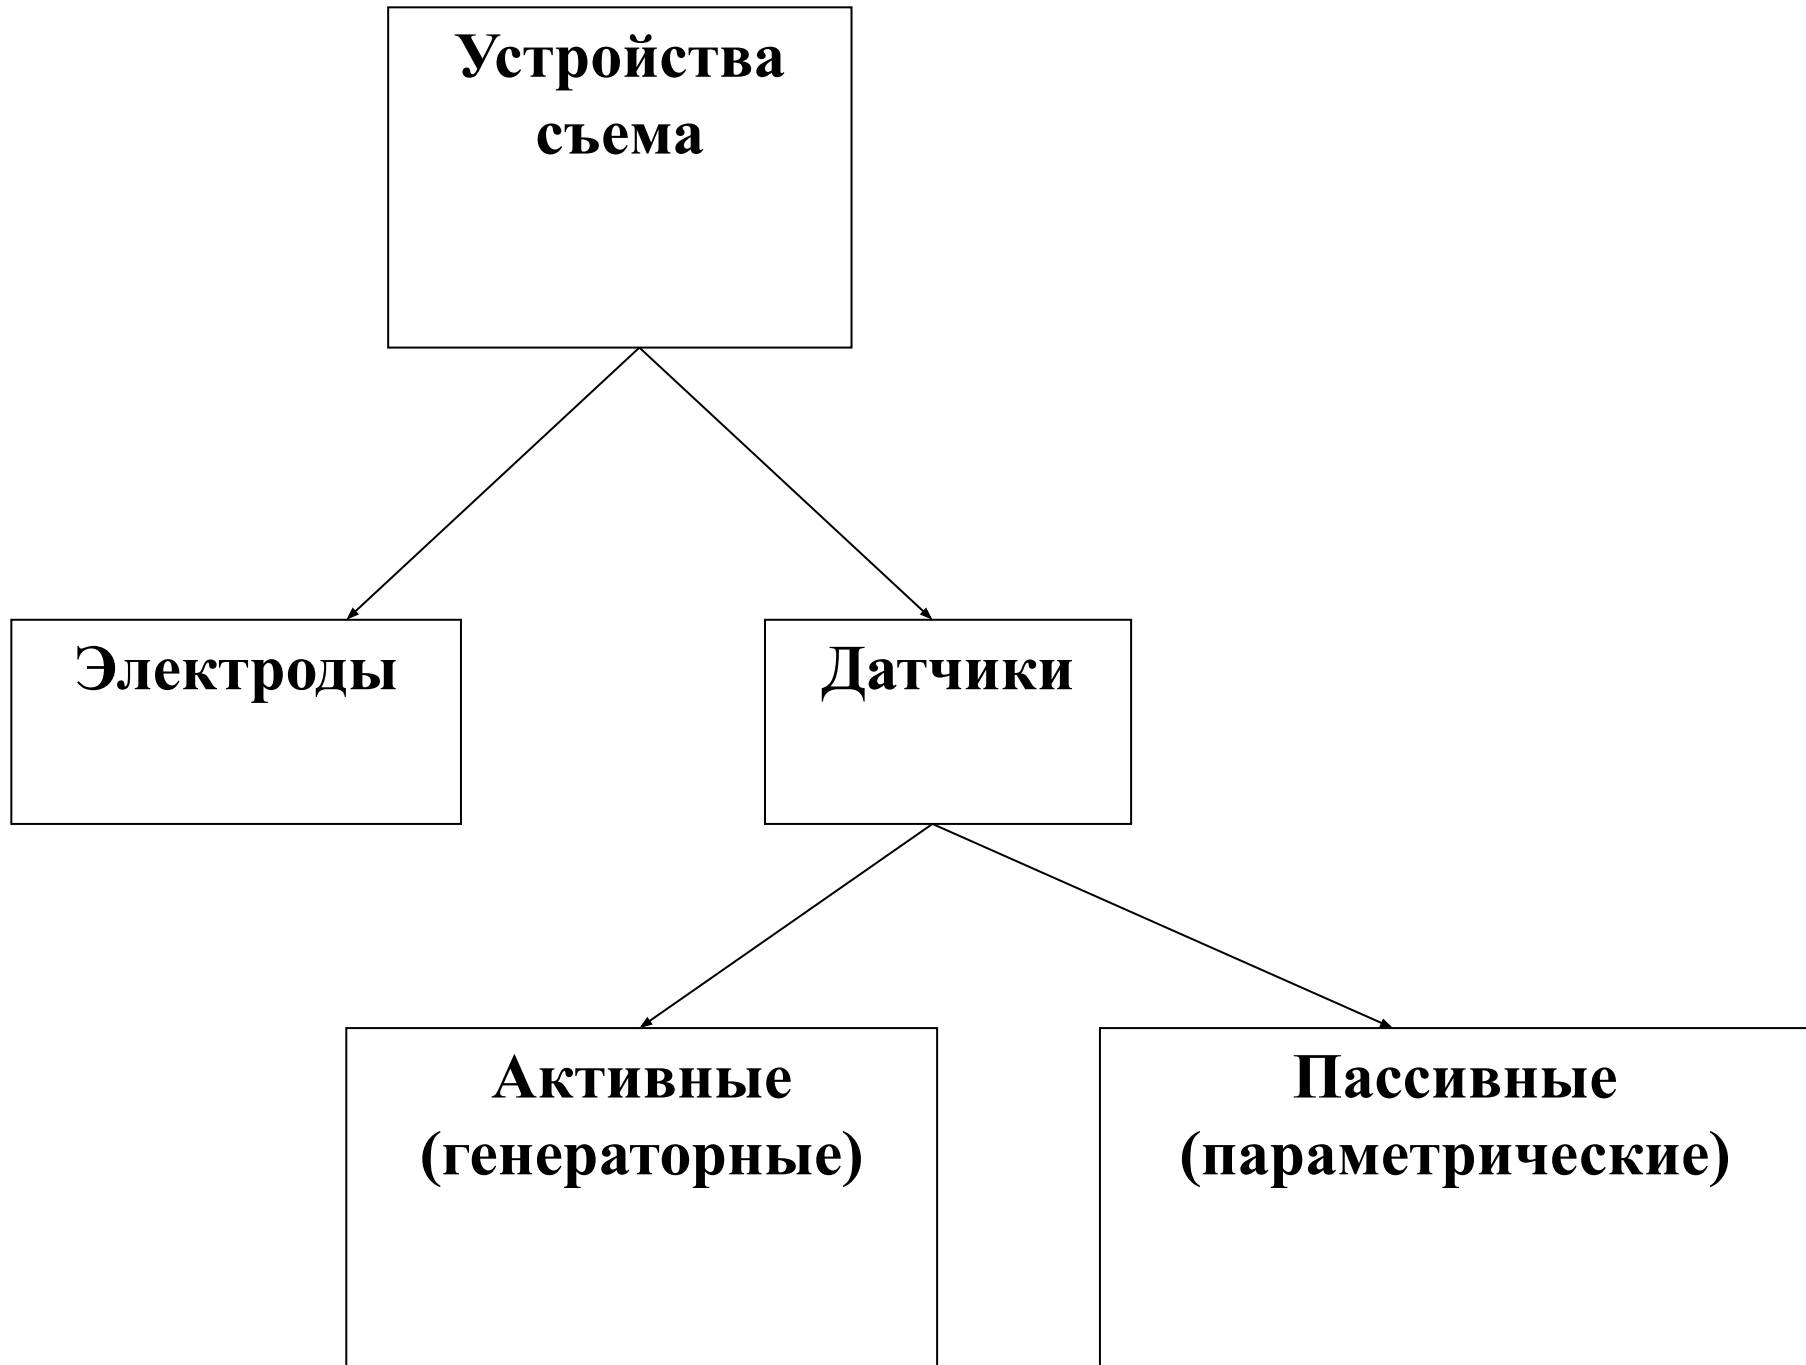 Устройства
съема
Электроды
Датчики
Активные
(генераторные)
Пассивные
(параметрические)